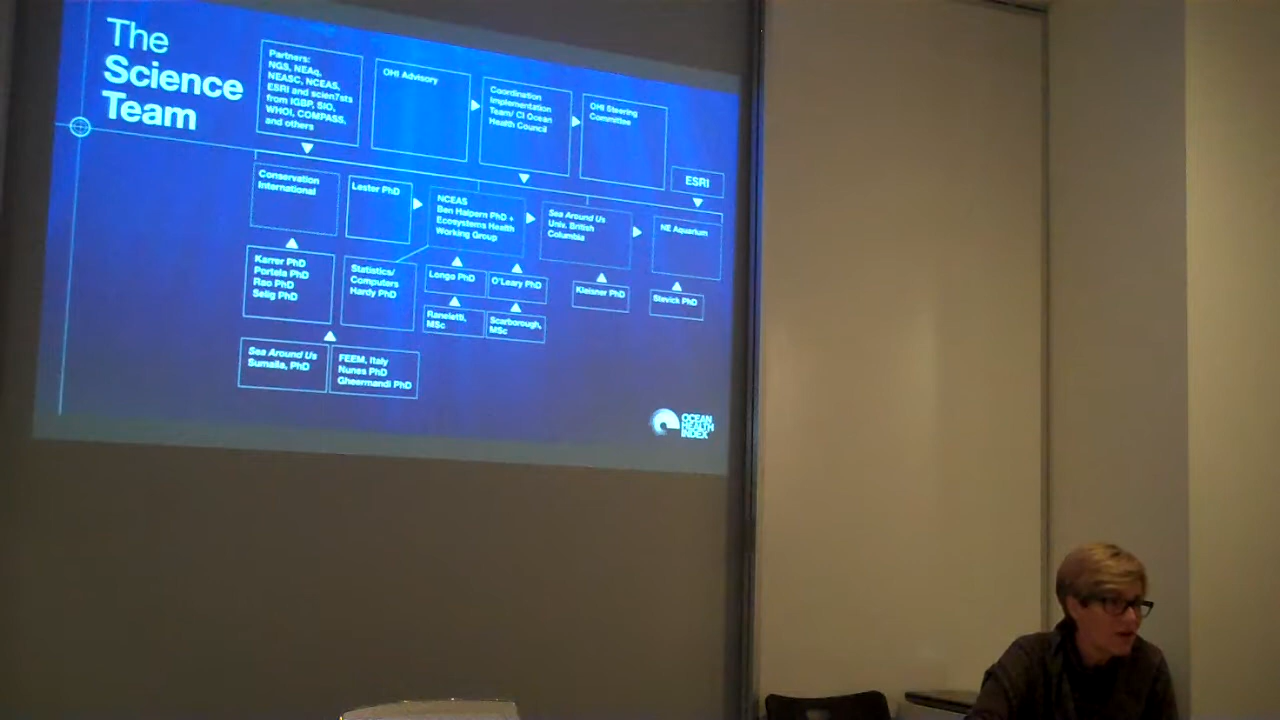 The
Science
Team
Partners:
NGS, NEAq,
NEASC, NCEAS,
ESRI and scien7sts
from IGBP, SIO,
WHOI, COMPASS,
and others
OHI Advisory
Coordination
Implementation
Team/ CI Ocean
Health Council
OHI Steering
Committee
ESRI
Conservation
International
Lester PhD
NCEAS
Ben Halpern PhD +
Ecosystems Health
Working Group
Sea Around Us
Univ. British
Columbia
NE Aquarium
Karrer PhD
Portela PhD
Rao PhD
Selig PhD
Statistics/
Computers
Hardy PhD
Longo PhD
O'Leary PhD
Kleisner PhD
Stevick PhD
Ranelletti,
MSc
Scarborough,
MSc
Sea Around Us
Sumaila, PhD
FEEM, Italy
Nunes PhD
Gheermandi PhD
OCEAN
HEALTH
INDEX